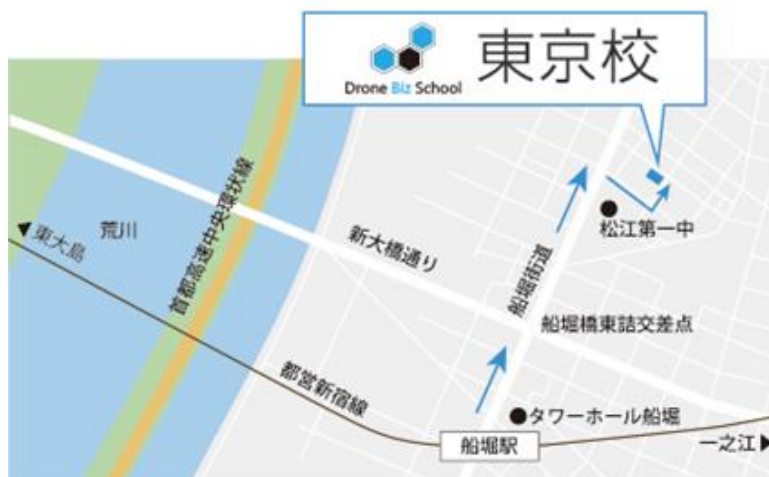 東京校
Drone Biz School
首都高速中央環状線
荒川
東大島
新大橋通り
船堀街道
松江第一中
船堀橋東詰交差点
都営新宿線
タワーホール船堀
船堀駅
一之江